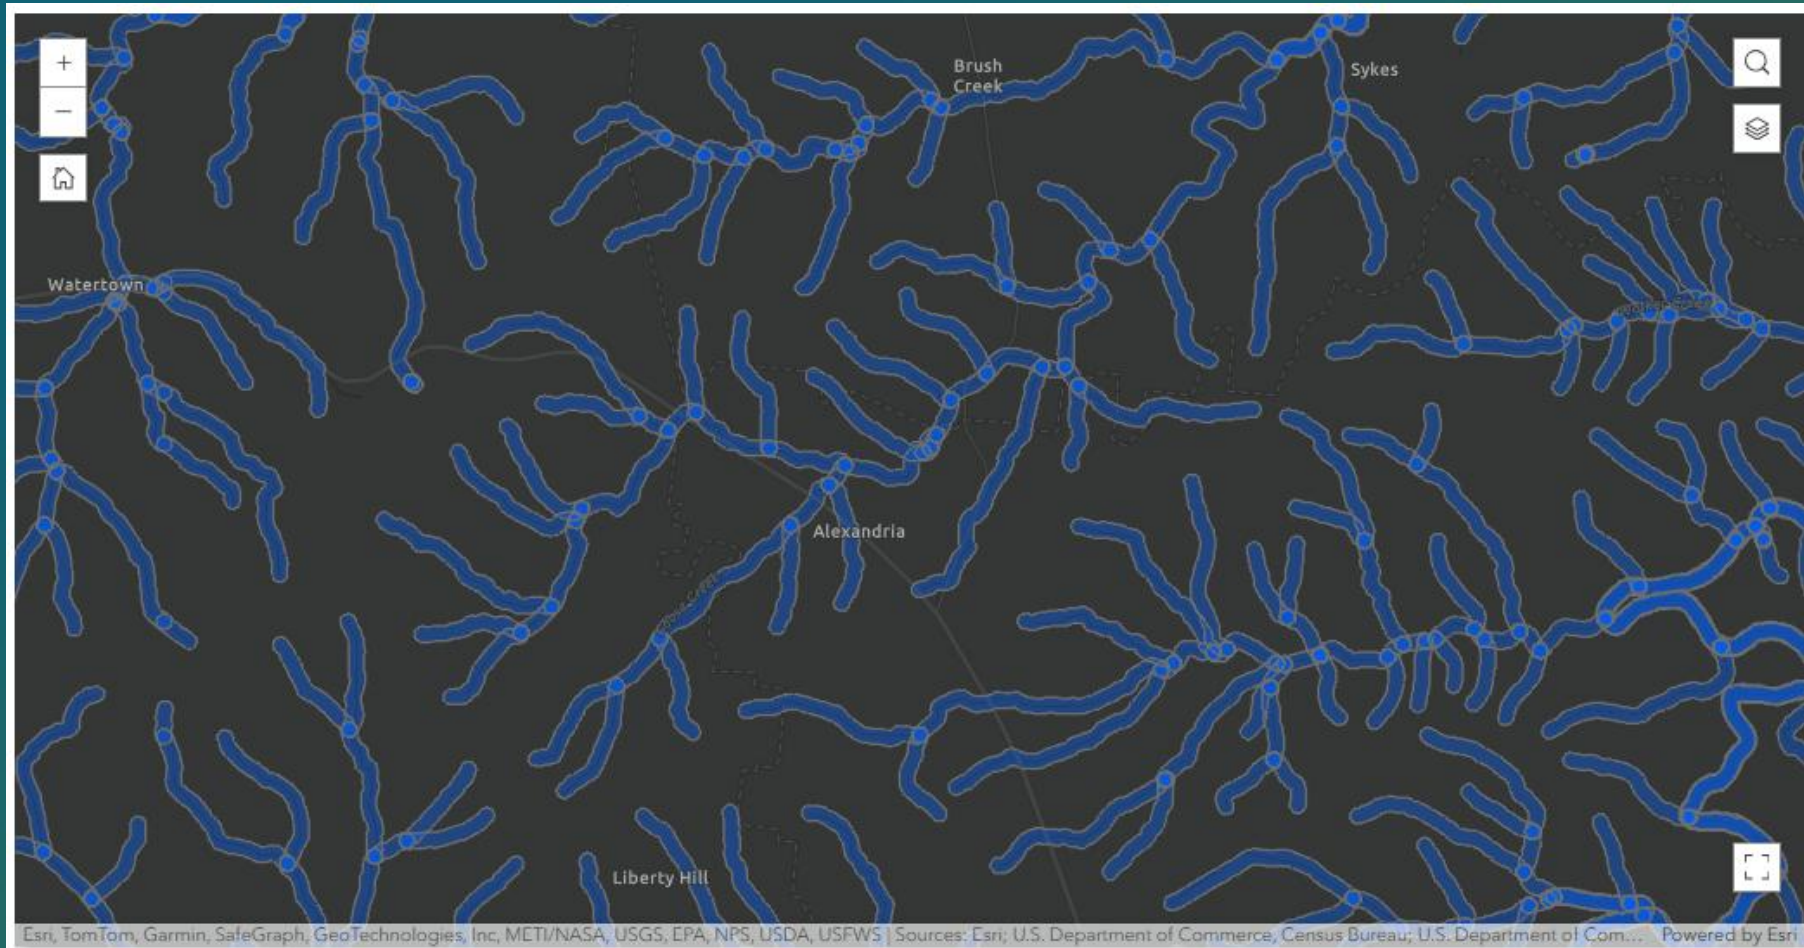 Brush
Creek
Sykes
Watertown
Alexandria
Liberty Hill
Esri, TomTom, Garmin, SafeGraph, GeoTechnologies, Inc, METI/NASA, USGS, EPA, NPS, USDA, USFWS | Sources: Esri; U.S. Department of Commerce, Census Bureau; U.S. Department of Com... Powered by Esri